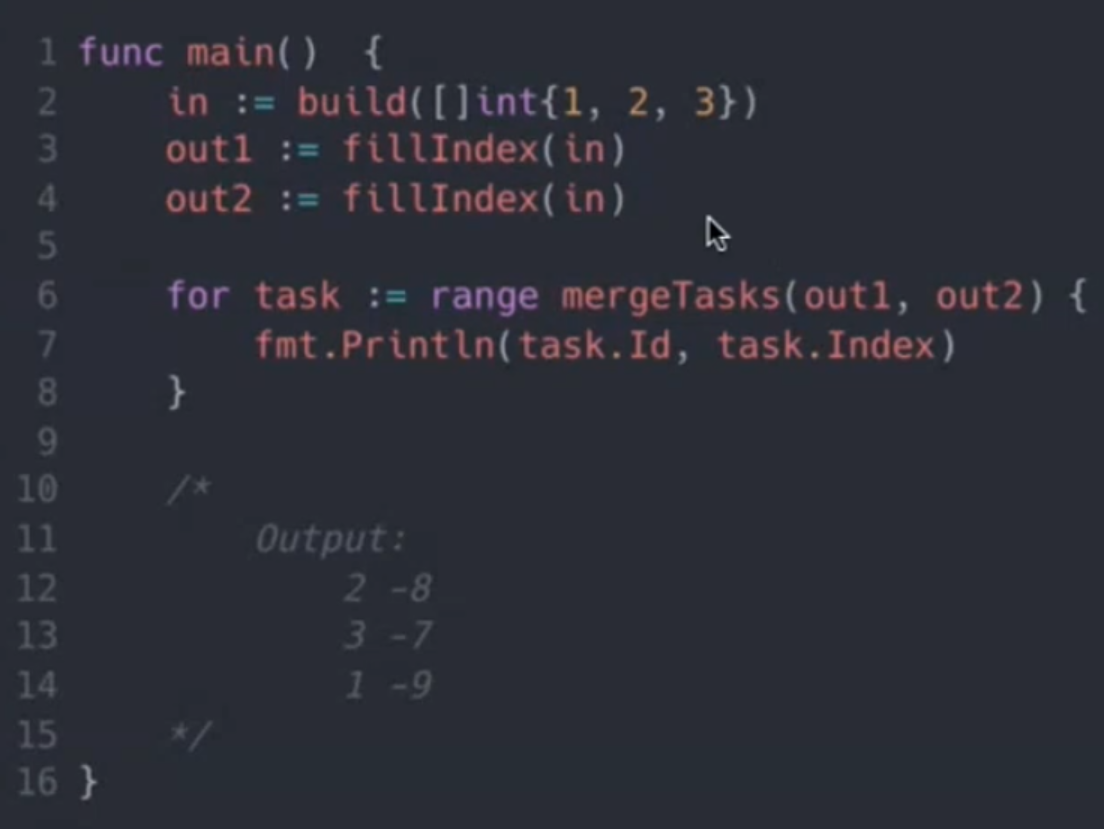 1 func main()  {
2     in := build([]int{1, 2, 3})
3     out1 := fillIndex(in)
4     out2 := fillIndex(in)
5
6     for task := range mergeTasks(out1, out2) {
7         fmt.Println(task.Id, task.Index)
8     }
9
10     /*
11         Output:
12             2 -8
13             3 -7
14             1 -9
15     */
16 }